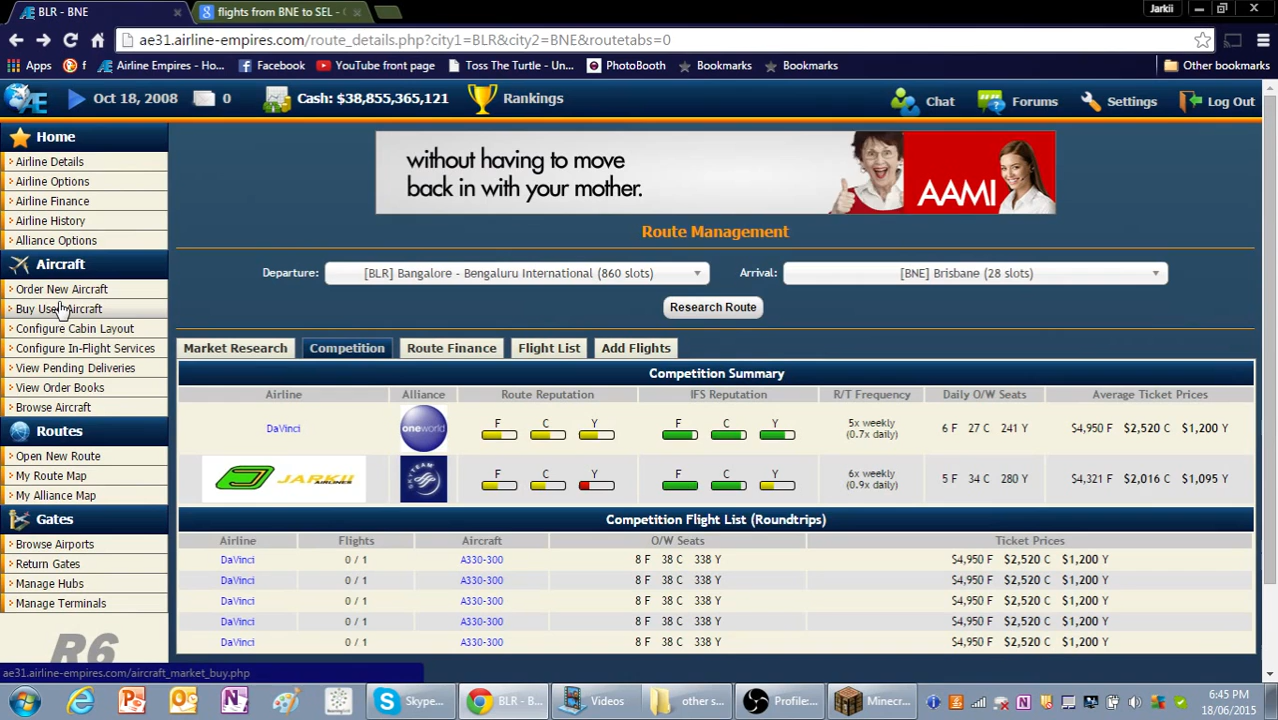 BLR - BNE
flights from BNE to SEL -
Jarkii
ae31.airline-empires.com/route_details.php?city1=BLR&city2=BNE&routetabs=0
Apps
Airline Empires - Ho...
Facebook
YouTube front page
Toss The Turtle - Un...
PhotoBooth
Bookmarks
Bookmarks
Other bookmarks
AE
Oct 18, 2008
0
Cash: $38,855,365,121
Rankings
Chat
Forums
Settings
Log Out
Home
Airline Details
Airline Options
Airline Finance
Airline History
Alliance Options
Aircraft
Order New Aircraft
Buy Used Aircraft
Configure Cabin Layout
Configure In-Flight Services
View Pending Deliveries
View Order Books
Browse Aircraft
Routes
Open New Route
My Route Map
My Alliance Map
Gates
Browse Airports
Return Gates
Manage Hubs
Manage Terminals
R6
without having to move
back in with your mother.
AAMI
Route Management
Departure: [BLR] Bangalore - Bengaluru International (860 slots) Arrival: [BNE] Brisbane (28 slots)
Research Route
Market Research Competition Route Finance Flight List Add Flights
Competition Summary
Airline Alliance Route Reputation IFS Reputation R/T Frequency Daily O/W Seats Average Ticket Prices
DaVinci oneworld F C Y F C Y 5x weekly (0.7x daily) 6 F 27 C 241 Y $4,950 F $2,520 C $1,200 Y
JARKII AIRLINES SKYTEAM F C Y F C Y 6x weekly (0.9x daily) 5 F 34 C 280 Y $4,321 F $2,016 C $1,095 Y
Competition Flight List (Roundtrips)
Airline Flights Aircraft O/W Seats Ticket Prices
DaVinci 0 / 1 A330-300 8 F 38 C 338 Y $4,950 F $2,520 C $1,200 Y
DaVinci 0 / 1 A330-300 8 F 38 C 338 Y $4,950 F $2,520 C $1,200 Y
DaVinci 0 / 1 A330-300 8 F 38 C 338 Y $4,950 F $2,520 C $1,200 Y
DaVinci 0 / 1 A330-300 8 F 38 C 338 Y $4,950 F $2,520 C $1,200 Y
DaVinci 0 / 1 A330-300 8 F 38 C 338 Y $4,950 F $2,520 C $1,200 Y
ae31.airline-empires.com/aircraft_market_buy.php
Skype...
BLR - B...
Videos
other s...
Profile:...
Minecr...
6:45 PM
18/06/2015